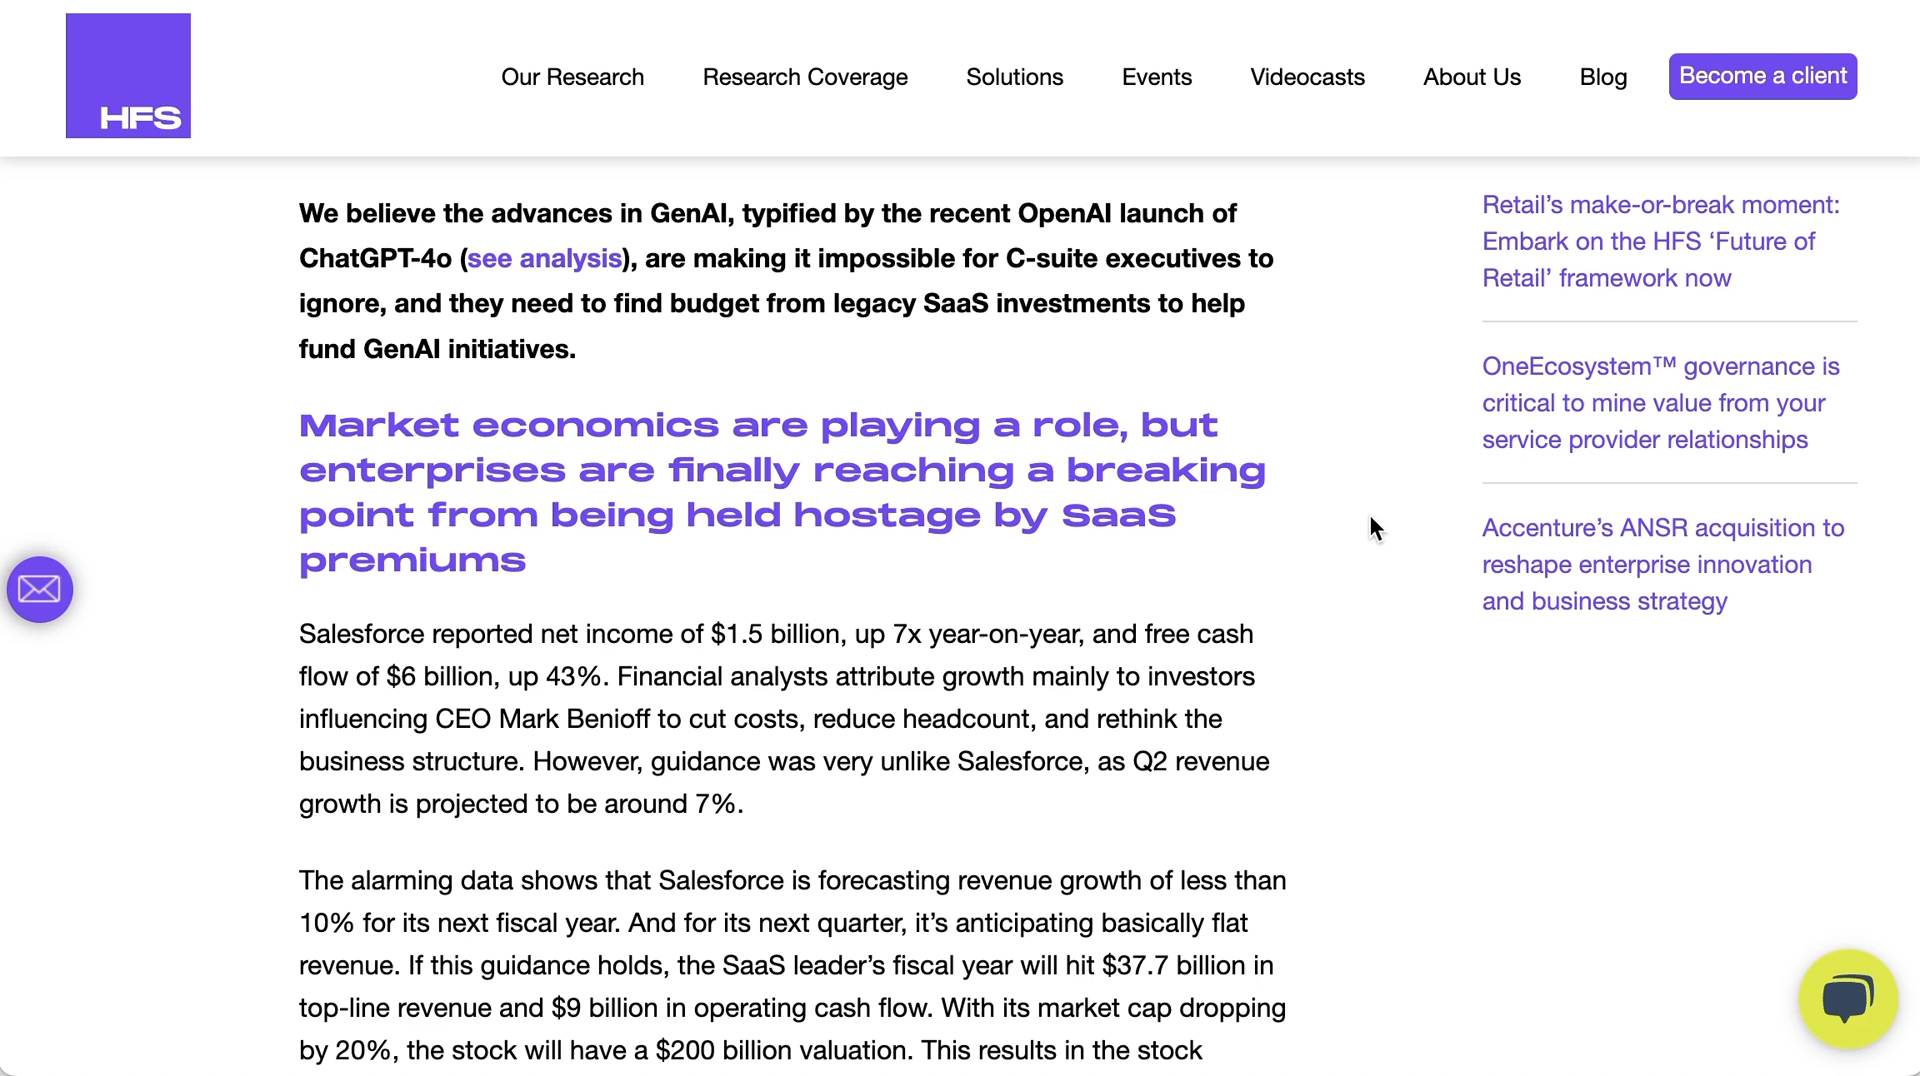 HFS
Our Research
Research Coverage
Solutions
Events
Videocasts
About Us
Blog
Become a client
We believe the advances in GenAI, typified by the recent OpenAI launch of
ChatGPT-4o (see analysis), are making it impossible for C-suite executives to
ignore, and they need to find budget from legacy SaaS investments to help
fund GenAI initiatives.
Market economics are playing a role, but
enterprises are finally reaching a breaking
point from being held hostage by SaaS
premiums
Salesforce reported net income of $1.5 billion, up 7x year-on-year, and free cash
flow of $6 billion, up 43%. Financial analysts attribute growth mainly to investors
influencing CEO Mark Benioff to cut costs, reduce headcount, and rethink the
business structure. However, guidance was very unlike Salesforce, as Q2 revenue
growth is projected to be around 7%.
The alarming data shows that Salesforce is forecasting revenue growth of less than
10% for its next fiscal year. And for its next quarter, it’s anticipating basically flat
revenue. If this guidance holds, the SaaS leader’s fiscal year will hit $37.7 billion in
top-line revenue and $9 billion in operating cash flow. With its market cap dropping
by 20%, the stock will have a $200 billion valuation. This results in the stock
Retail’s make-or-break moment:
Embark on the HFS ‘Future of
Retail’ framework now
OneEcosystem™ governance is
critical to mine value from your
service provider relationships
Accenture’s ANSR acquisition to
reshape enterprise innovation
and business strategy